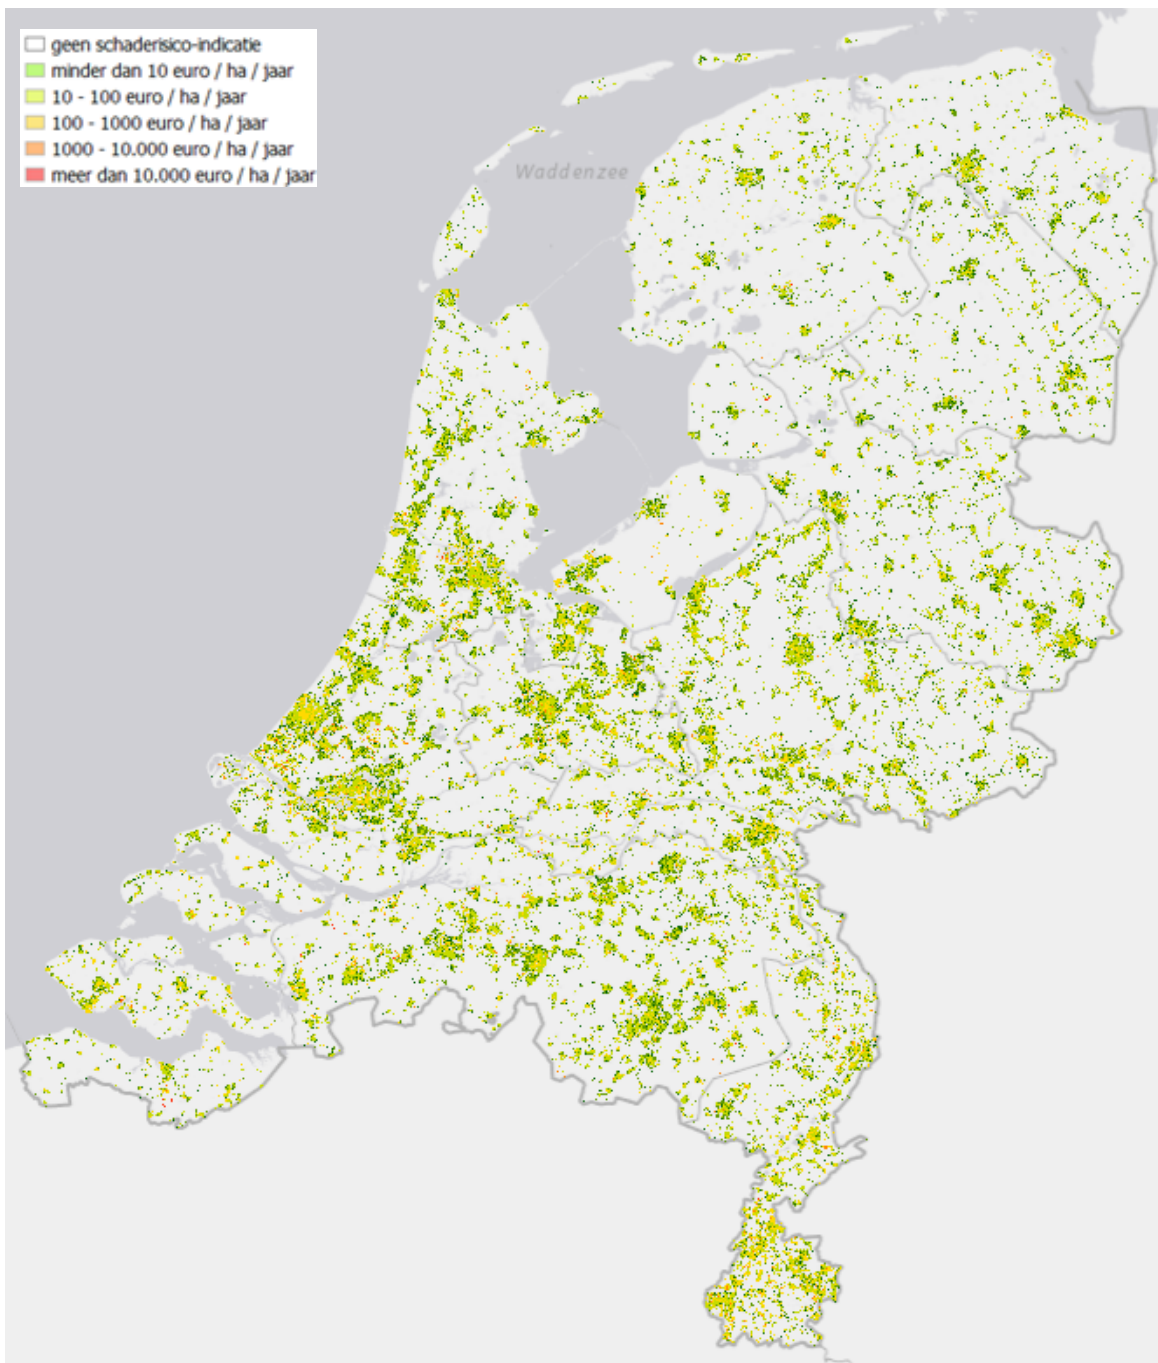 geen schaderisico-indicatie
minder dan 10 euro / ha / jaar
10 - 100 euro / ha / jaar
100 - 1000 euro / ha / jaar
1000 - 10.000 euro / ha / jaar
meer dan 10.000 euro / ha / jaar
Waddenzee